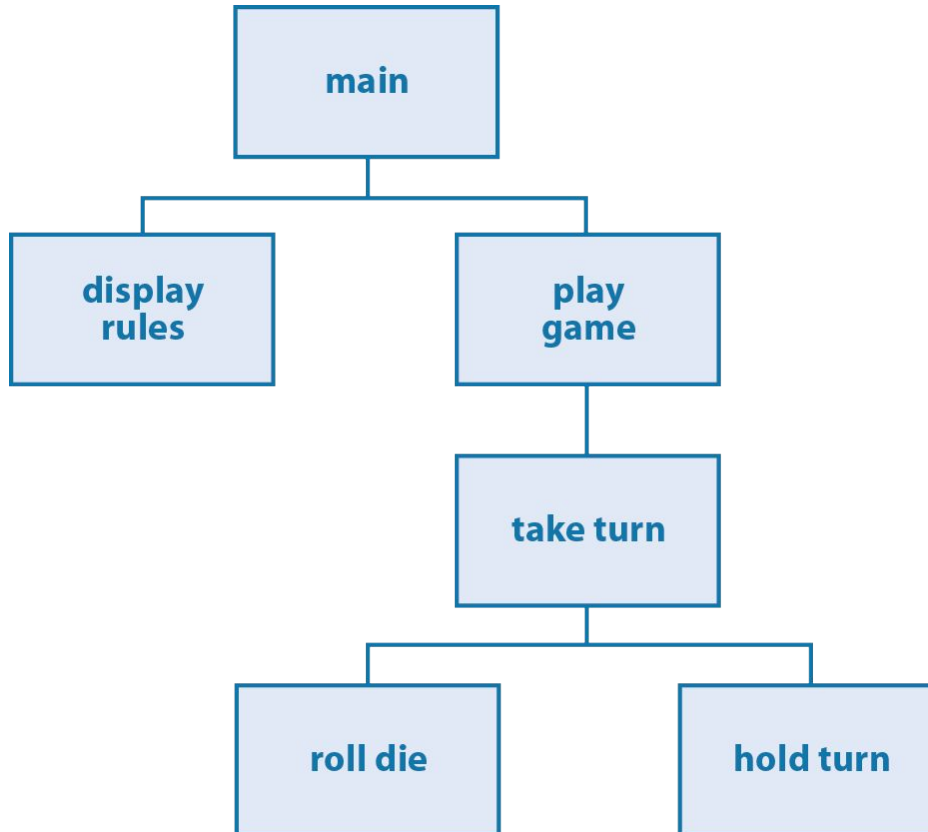 main
display
rules
play
game
take turn
roll die
hold turn